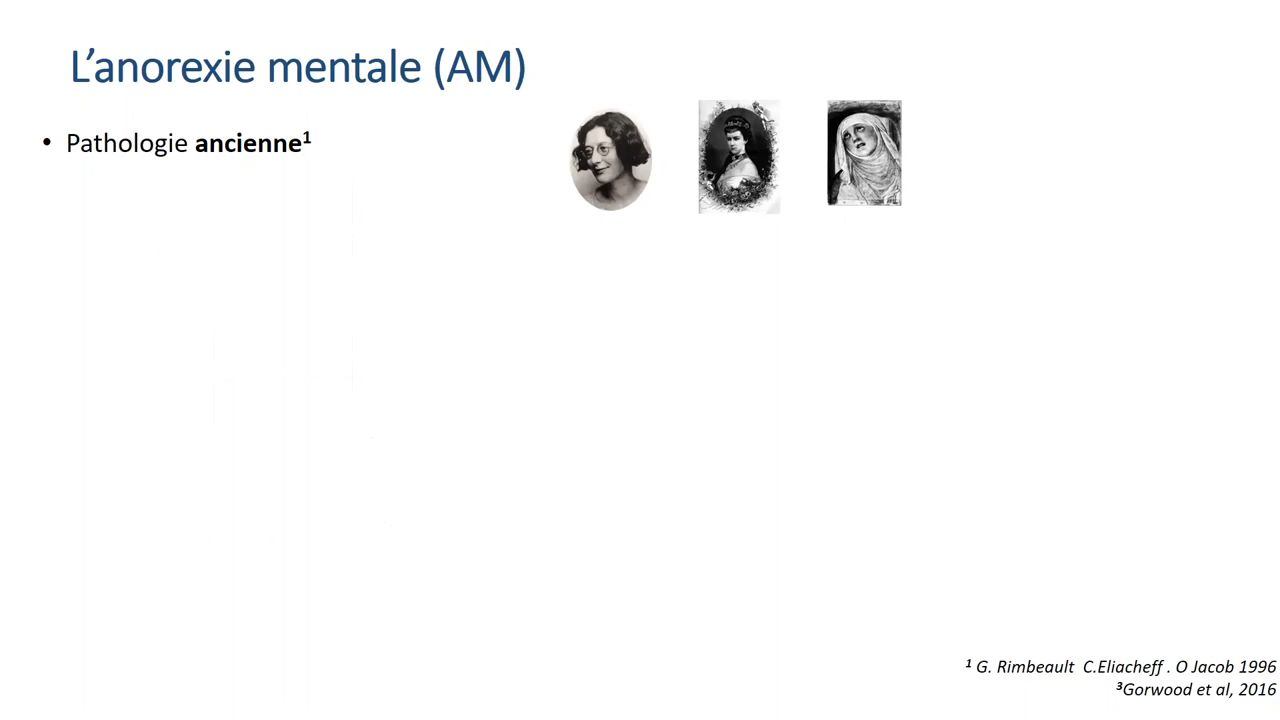 L’anorexie mentale (AM)
• Pathologie ancienne¹
¹ G. Rimbeault C.Eliacheff . O Jacob 1996
³Gorwood et al, 2016